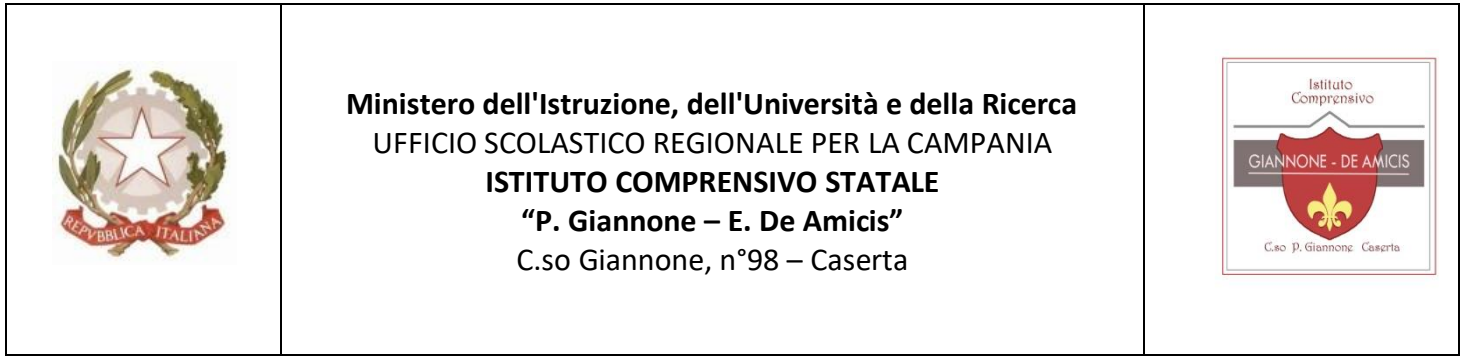 REPVBBLICA ITALIANA
Ministero dell'Istruzione, dell'Università e della Ricerca
UFFICIO SCOLASTICO REGIONALE PER LA CAMPANIA
ISTITUTO COMPRENSIVO STATALE
“P. Giannone – E. De Amicis”
C.so Giannone, n°98 – Caserta
Istituto
Comprensivo
GIANNONE - DE AMICIS
C.so P. Giannone Caserta